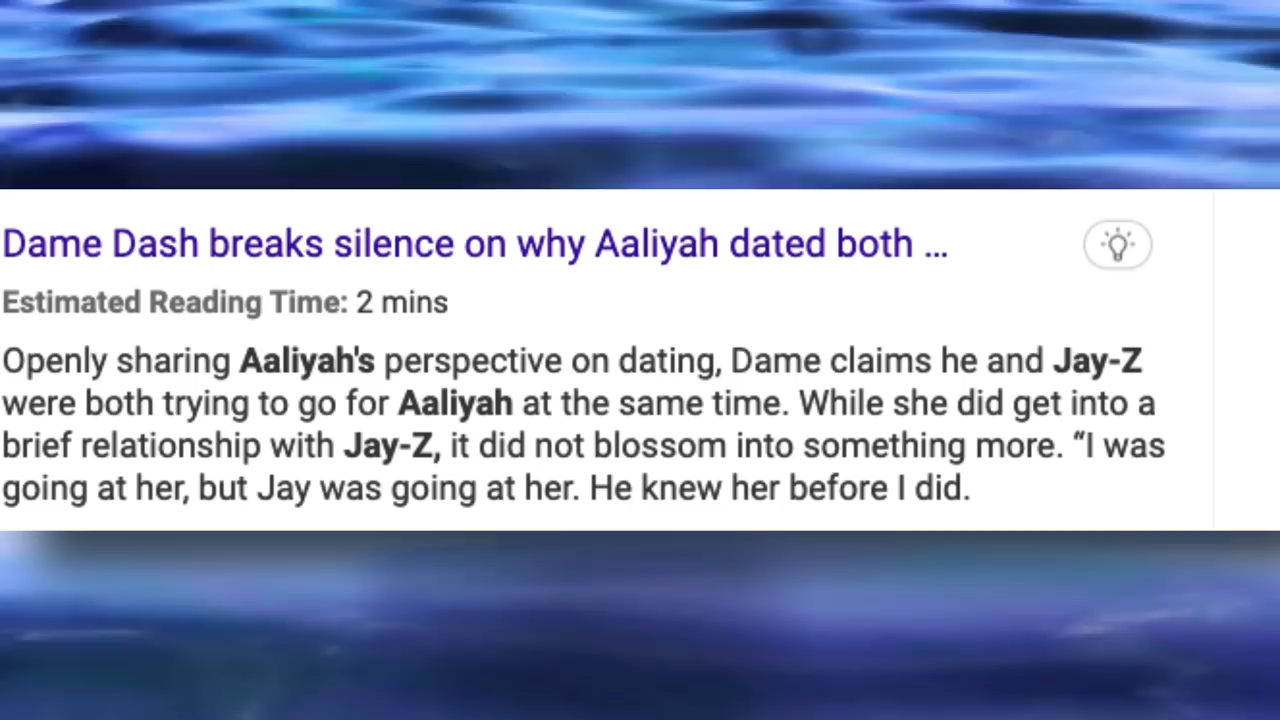 Dame Dash breaks silence on why Aaliyah dated both ...
Estimated Reading Time: 2 mins
Openly sharing Aaliyah's perspective on dating, Dame claims he and Jay-Z
were both trying to go for Aaliyah at the same time. While she did get into a
brief relationship with Jay-Z, it did not blossom into something more. “I was
going at her, but Jay was going at her. He knew her before I did.